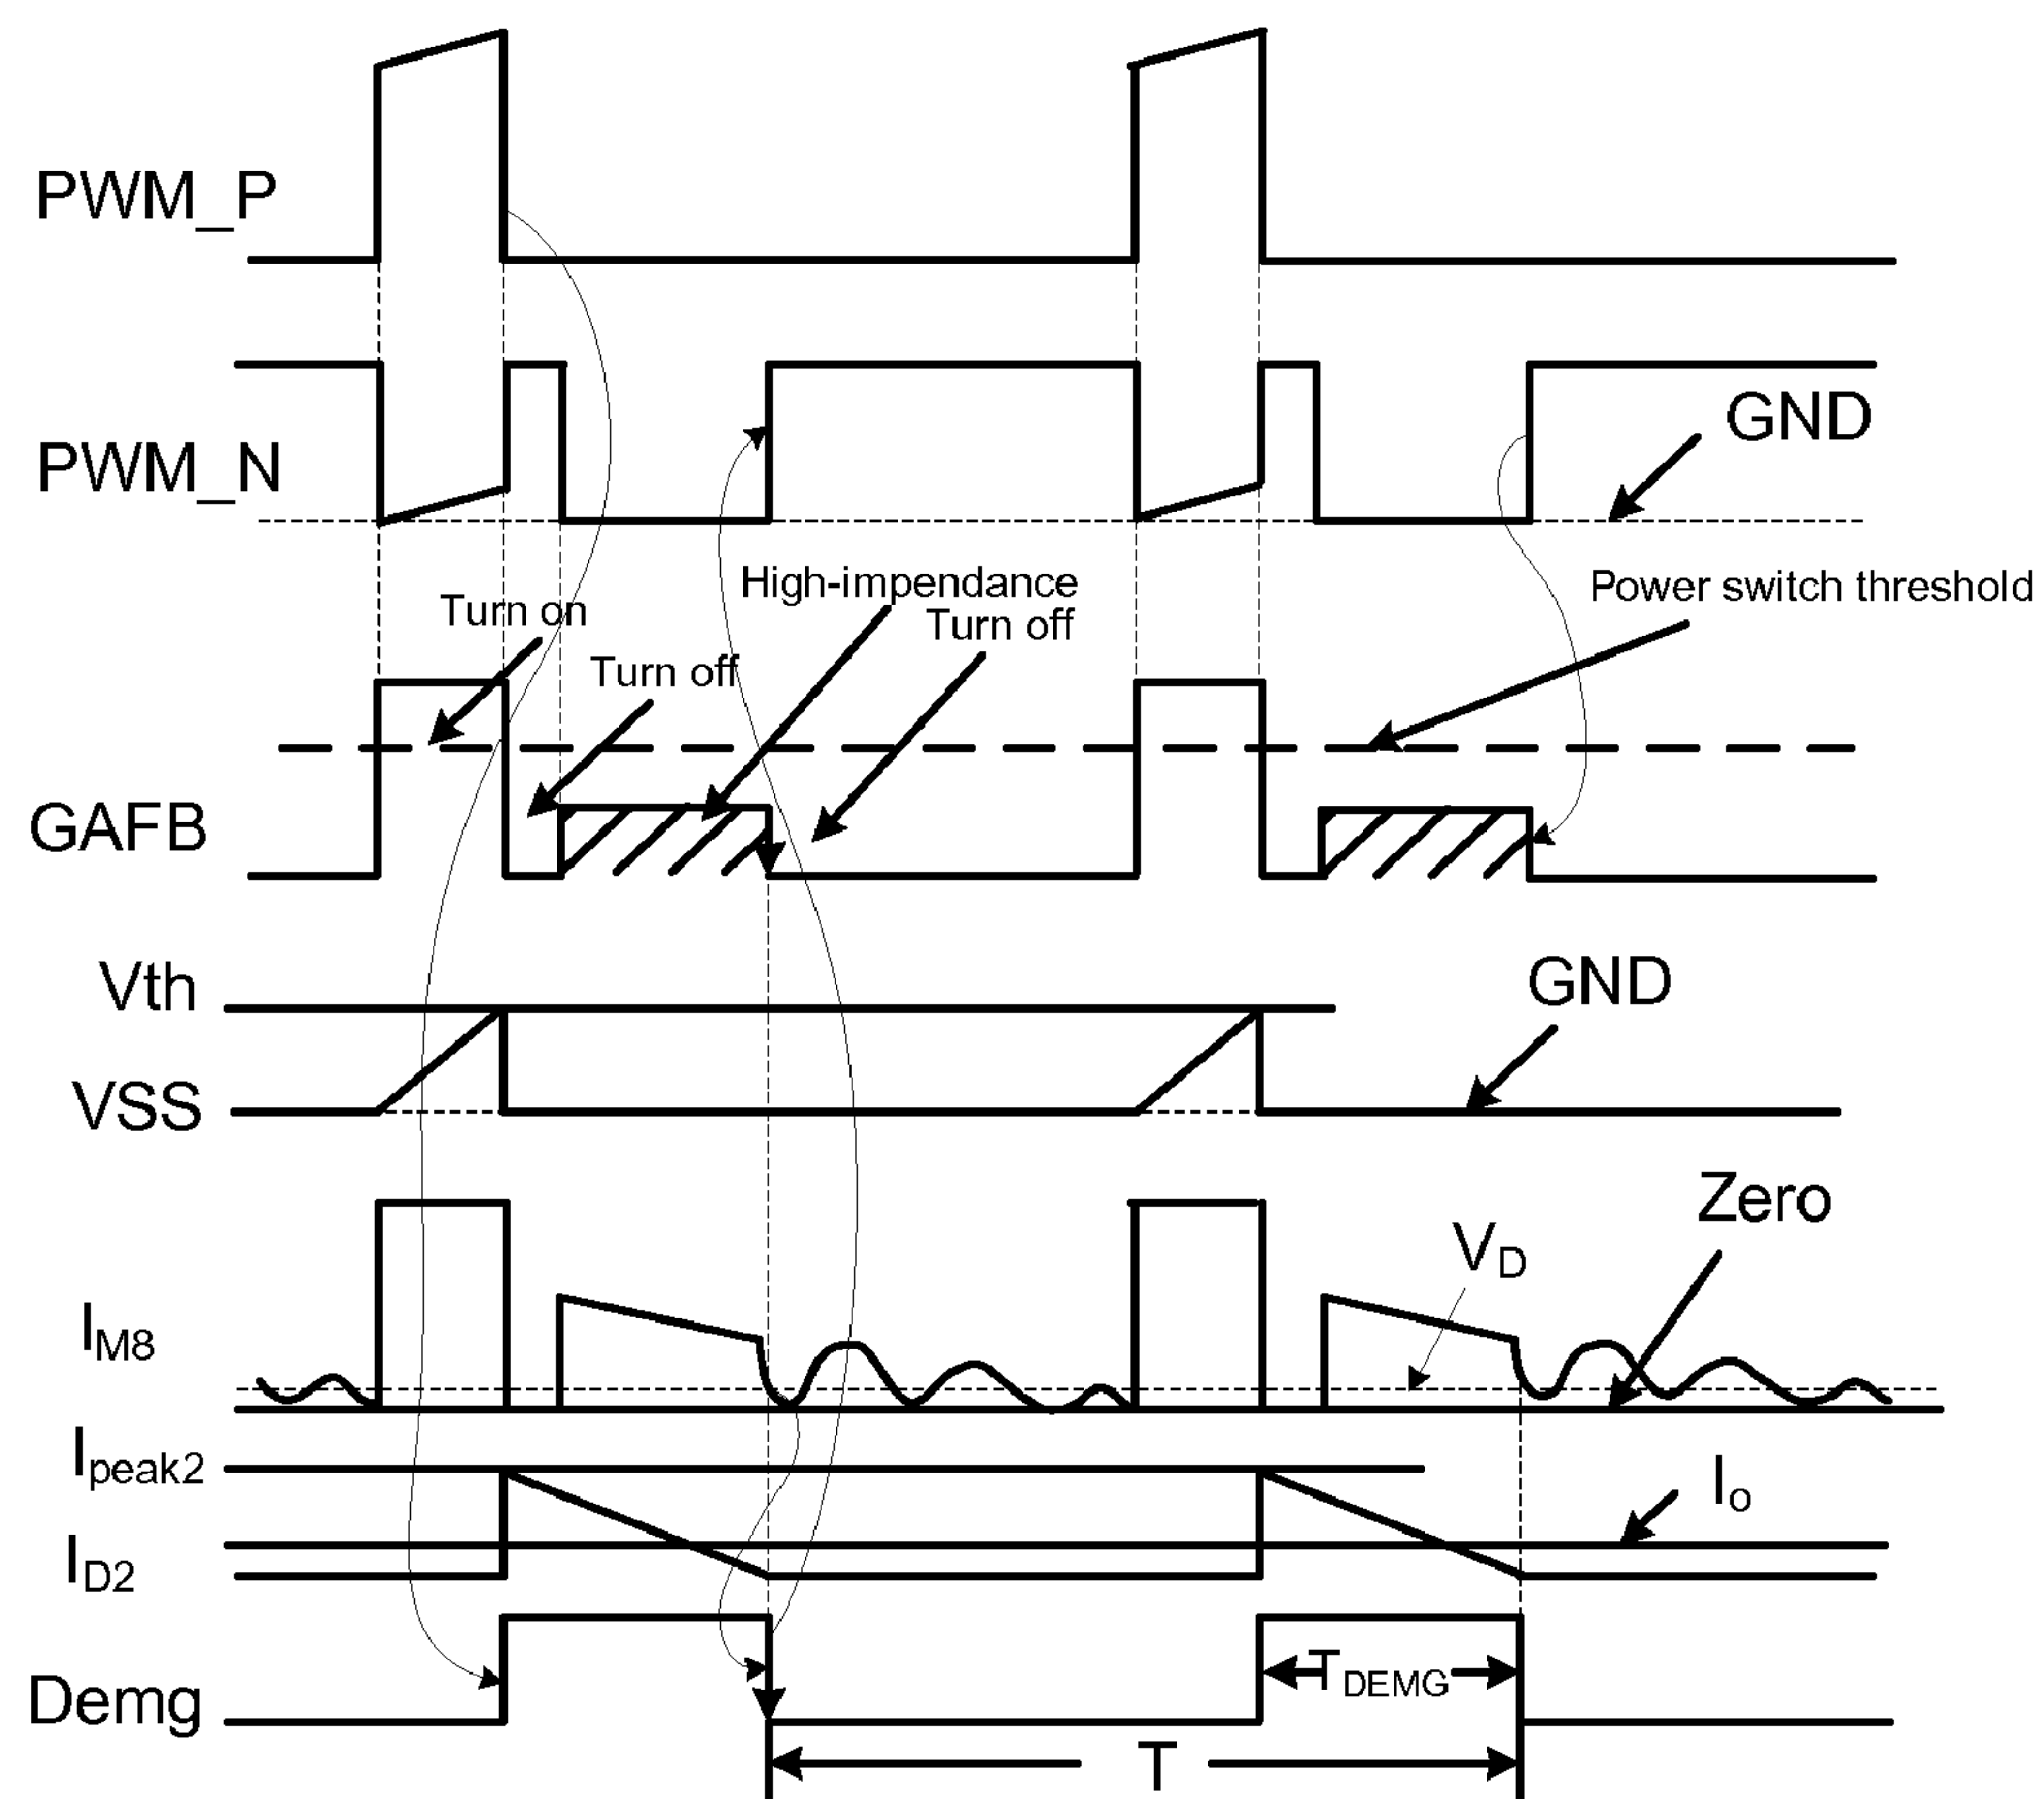 PWM_P
PWM_N
GND
High-impendance
Power switch threshold
Turn on
Turn off
Turn off
GAFB
Vth
GND
VSS
Zero
VD
IM8
Ipeak2
Io
ID2
TDEMG
Demg
T